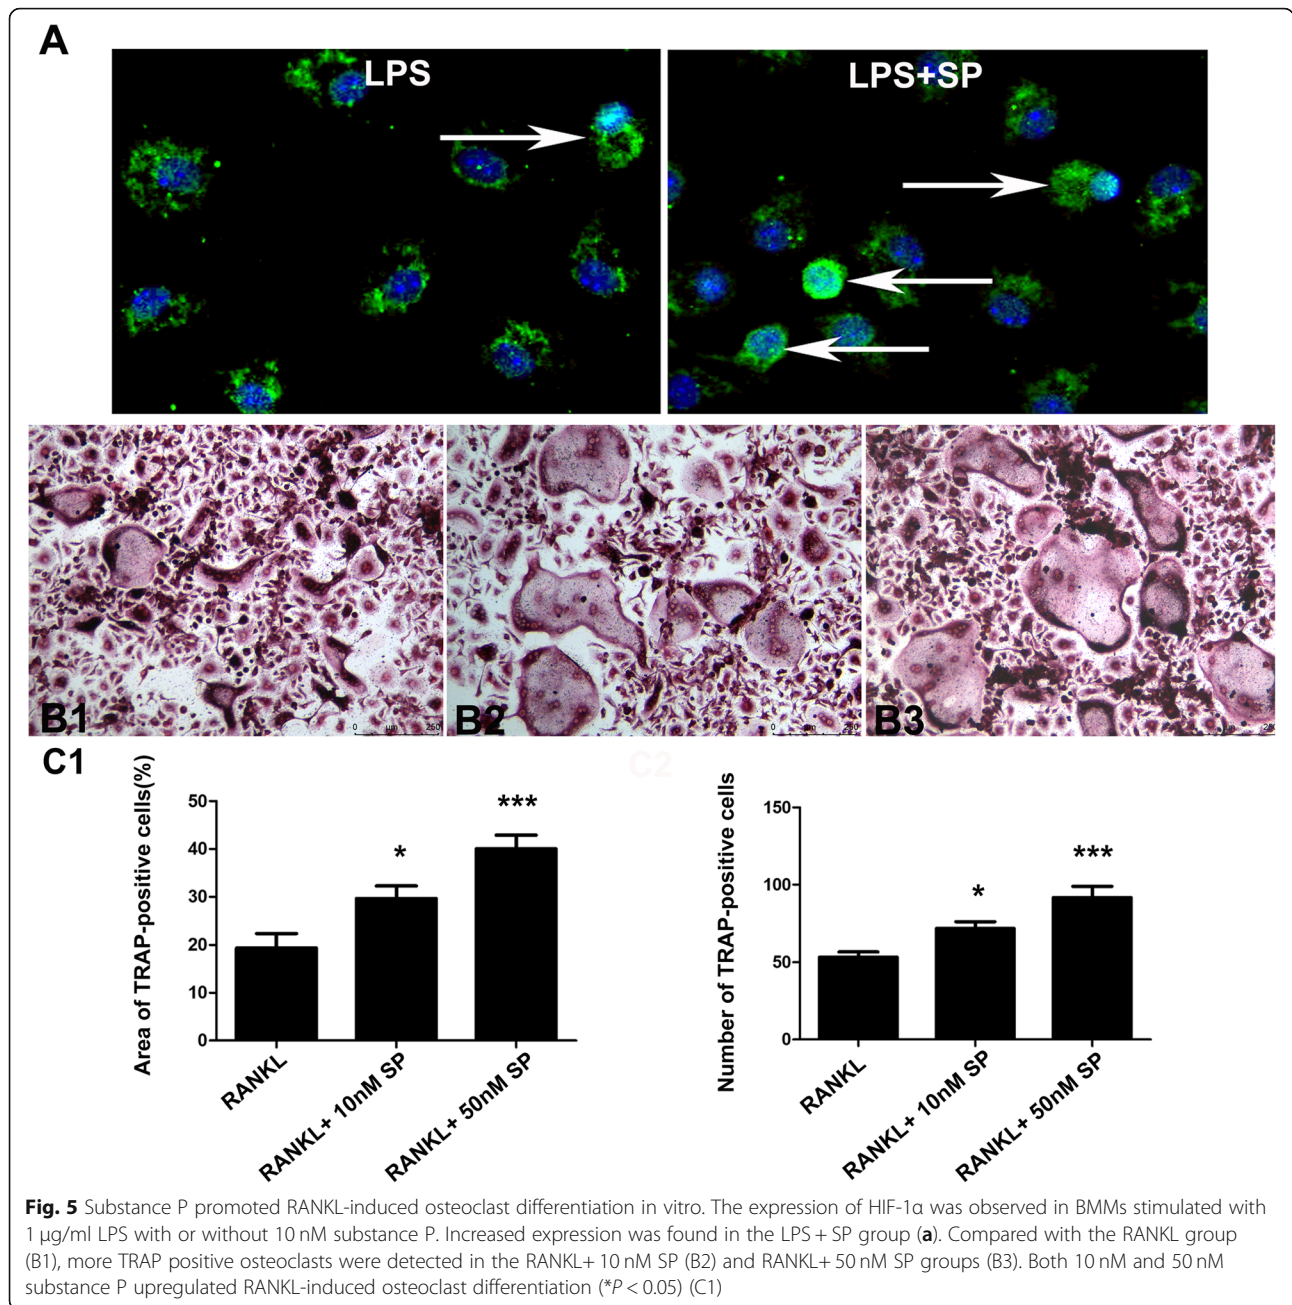 A
LPS
LPS+SP
B1
0 µm 250
B2
0 µm 250
B3
C1
C2
Area of TRAP-positive cells(%)
50
40
30
20
10
0
*
***
RANKL
RANKL+ 10nM SP
RANKL+ 50nM SP
Number of TRAP-positive cells
150
100
50
0
*
***
RANKL
RANKL+ 10nM SP
RANKL+ 50nM SP
Fig. 5 Substance P promoted RANKL-induced osteoclast differentiation in vitro. The expression of HIF-1α was observed in BMMs stimulated with
1 µg/ml LPS with or without 10 nM substance P. Increased expression was found in the LPS + SP group (a). Compared with the RANKL group
(B1), more TRAP positive osteoclasts were detected in the RANKL+ 10 nM SP (B2) and RANKL+ 50 nM SP groups (B3). Both 10 nM and 50 nM
substance P upregulated RANKL-induced osteoclast differentiation (*P < 0.05) (C1)